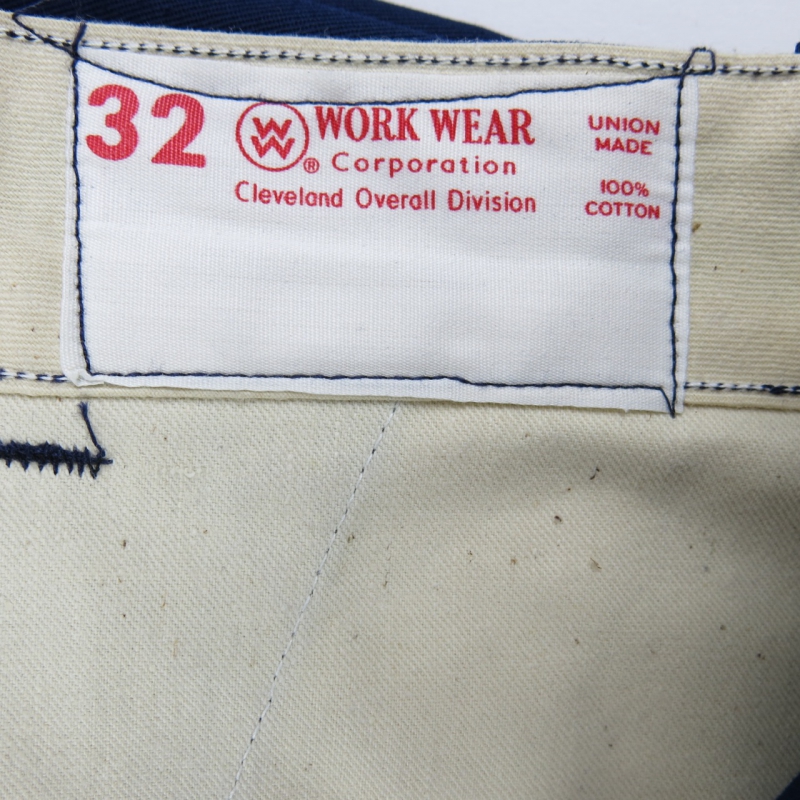 32
WW
WORK WEAR
® Corporation
Cleveland Overall Division
UNION
MADE
100%
COTTON